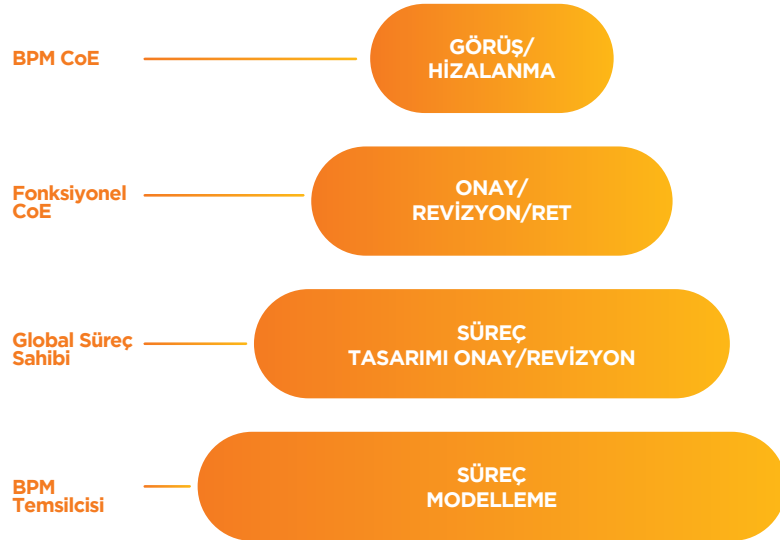 BPM CoE
GÖRÜŞ/
HİZALANMA
Fonksiyonel
CoE
ONAY/
REVİZYON/RET
Global Süreç
Sahibi
SÜREÇ
TASARIMI ONAY/REVİZYON
BPM
Temsilcisi
SÜREÇ
MODELLEME